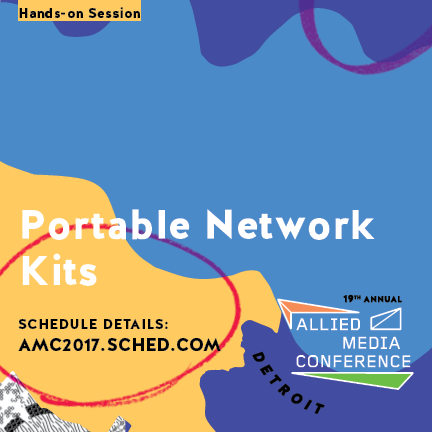 Hands-on Session
Portable Network
Kits
SCHEDULE DETAILS:
AMC2017.SCHED.COM
19TH ANNUAL
ALLIED
MEDIA
CONFERENCE
DETROIT